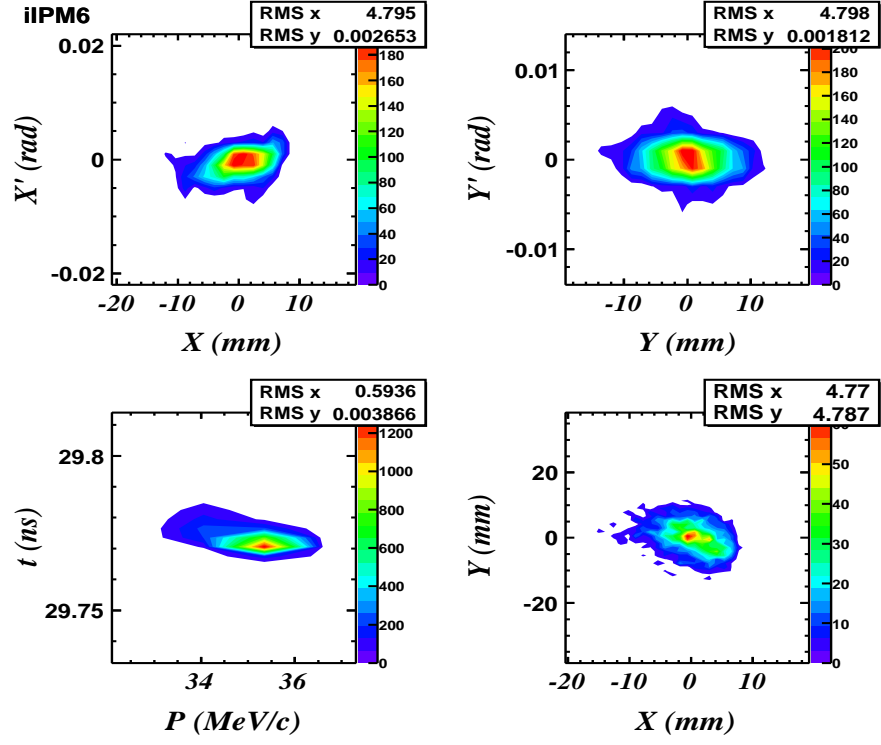 iIPM6
RMS x 4.795
RMS y 0.002653
0.02
0
-0.02
X' (rad)
-20 -10 0 10
X (mm)
180
160
140
120
100
80
60
40
20
0
RMS x 4.798
RMS y 0.001812
0.01
0
-0.01
Y' (rad)
-10 0 10
Y (mm)
200
180
160
140
120
100
80
60
40
20
0
RMS x 0.5936
RMS y 0.003866
29.8
29.75
t (ns)
34 36
P (MeV/c)
1200
1000
800
600
400
200
0
RMS x 4.77
RMS y 4.787
20
0
-20
Y (mm)
-20 -10 0 10
X (mm)
50
40
30
20
10
0